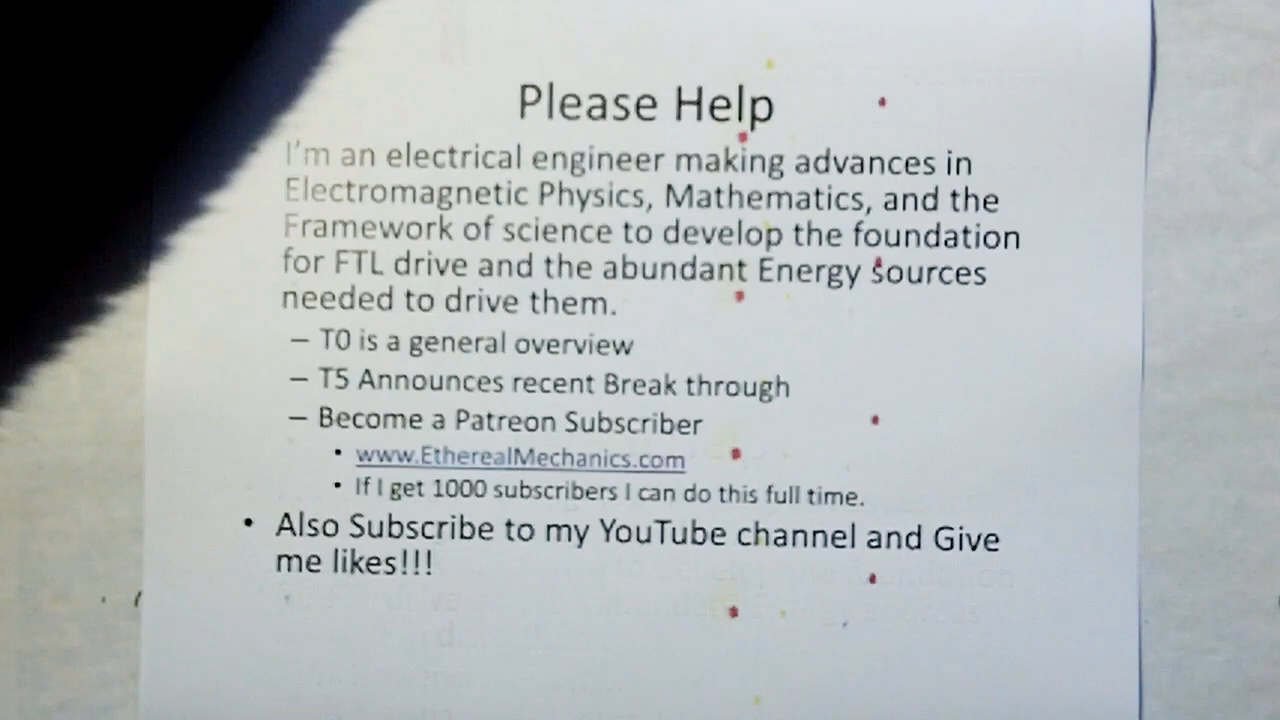 Please Help
I'm an electrical engineer making advances in
Electromagnetic Physics, Mathematics, and the
Framework of science to develop the foundation
for FTL drive and the abundant Energy sources
needed to drive them.
– T0 is a general overview
– T5 Announces recent Break through
– Become a Patreon Subscriber
• www.EtherealMechanics.com
• If I get 1000 subscribers I can do this full time.
• Also Subscribe to my YouTube channel and Give
me likes!!!